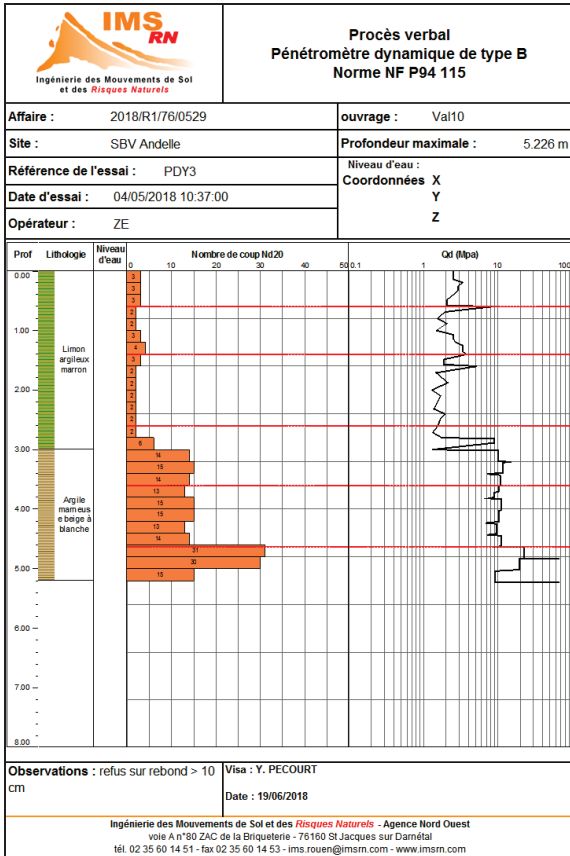 IMS
RN
Ingénierie des Mouvements de Sol
et des Risques Naturels
Procès verbal
Pénétromètre dynamique de type B
Norme NF P94 115
Affaire : 2018/R1/76/0529
ouvrage : Val10
Site : SBV Andelle
Profondeur maximale : 5.226 m
Référence de l'essai : PDY3
Niveau d'eau :
Coordonnées X
Y
Z
Date d'essai : 04/05/2018 10:37:00
Opérateur : ZE
Prof Lithologie Niveau d'eau Nombre de coup Nd20 Qd (Mpa)
0 10 20 30 40 50 0.1 1 10 100
0.00
3
3
3
2
2
1.00
3
4
3
Limon
argileux
marron
2
2
2.00
2
2
2
2
6
3.00
14
15
14
13
15
4.00
Argile
marneus
e beige à
blanche
15
13
14
31
30
5.00
15
6.00
7.00
8.00
Observations : refus sur rebond > 10
cm
Visa : Y. PECOURT
Date : 19/06/2018
Ingénierie des Mouvements de Sol et des Risques Naturels - Agence Nord Ouest
voie A n°80 ZAC de la Briqueterie - 76160 St Jacques sur Darnétal
tél. 02 35 60 14 51 - fax 02 35 60 14 53 - ims.rouen@imsrn.com - www.imsrn.com